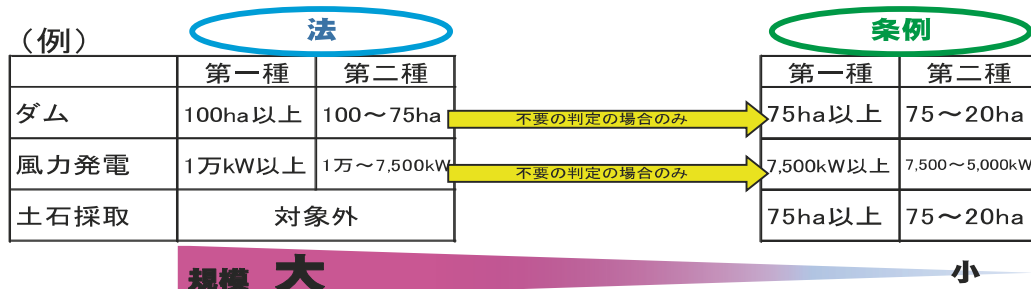 （例） 法 条例
第一種 第二種 第一種 第二種
ダム 100ha以上 100～75ha 不要の判定の場合のみ 75ha以上 75～20ha
風力発電 1万kW以上 1万～7,500kW 不要の判定の場合のみ 7,500kW以上 7,500～5,000kW
土石採取 対象外 75ha以上 75～20ha
規模 大 小